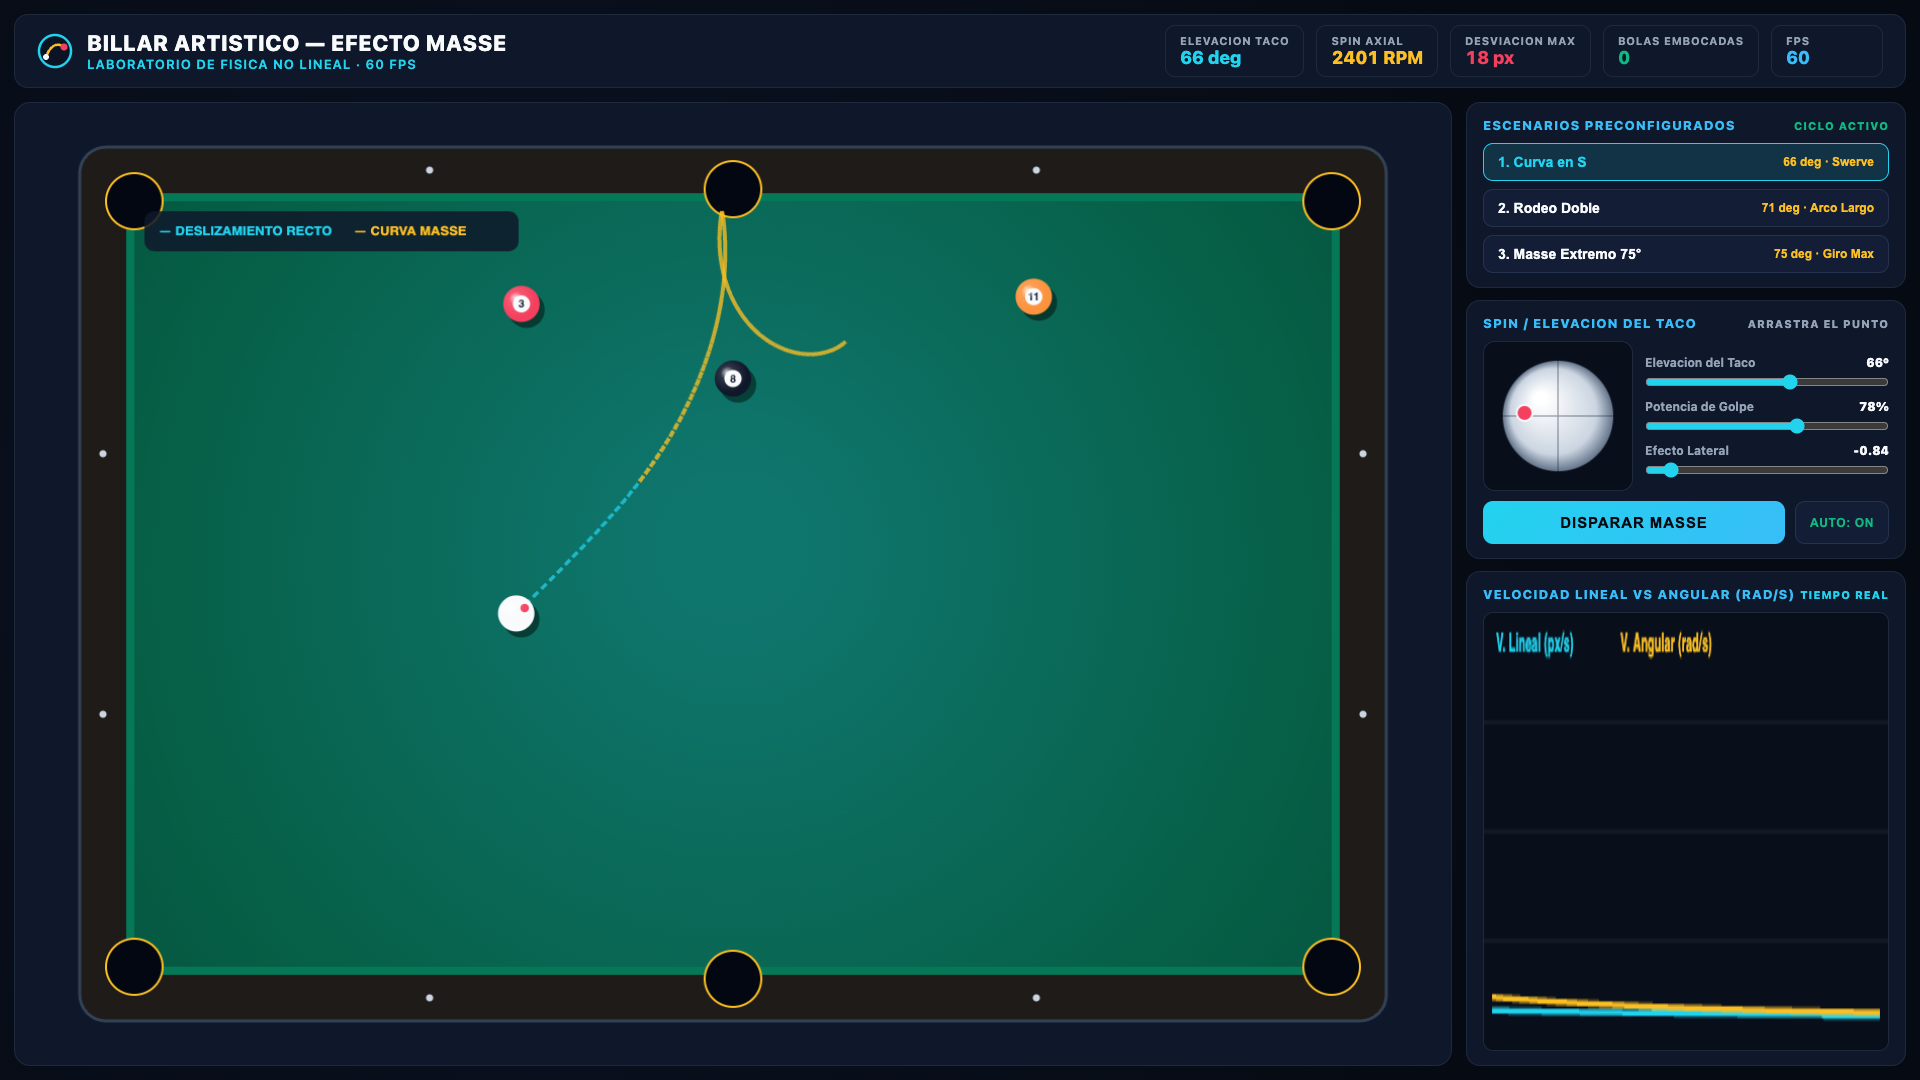 BILLAR ARTISTICO — EFECTO MASSE
LABORATORIO DE FISICA NO LINEAL · 60 FPS
ELEVACION TACO
66 deg
SPIN AXIAL
2401 RPM
DESVIACION MAX
18 px
BOLAS EMBOCADAS
0
FPS
60
— DESLIZAMIENTO RECTO — CURVA MASSE
3
11
8
ESCENARIOS PRECONFIGURADOS CICLO ACTIVO
1. Curva en S 66 deg · Swerve
2. Rodeo Doble 71 deg · Arco Largo
3. Masse Extremo 75° 75 deg · Giro Max
SPIN / ELEVACION DEL TACO ARRASTRA EL PUNTO
Elevacion del Taco 66°
Potencia de Golpe 78%
Efecto Lateral -0.84
DISPARAR MASSE AUTO: ON
VELOCIDAD LINEAL VS ANGULAR (RAD/S) TIEMPO REAL
V. Lineal (px/s) V. Angular (rad/s)